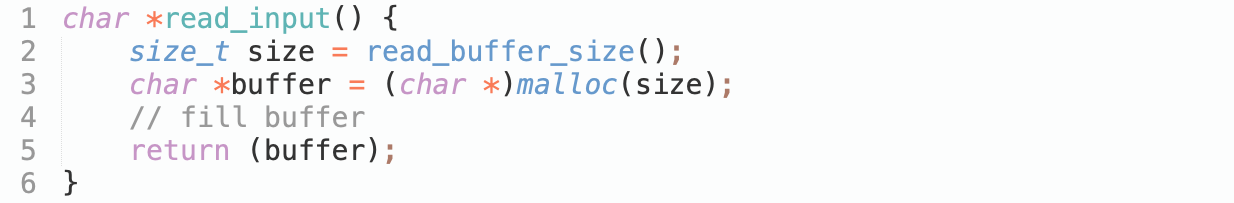 1 char *read_input() {
2     size_t size = read_buffer_size();
3     char *buffer = (char *)malloc(size);
4     // fill buffer
5     return (buffer);
6 }